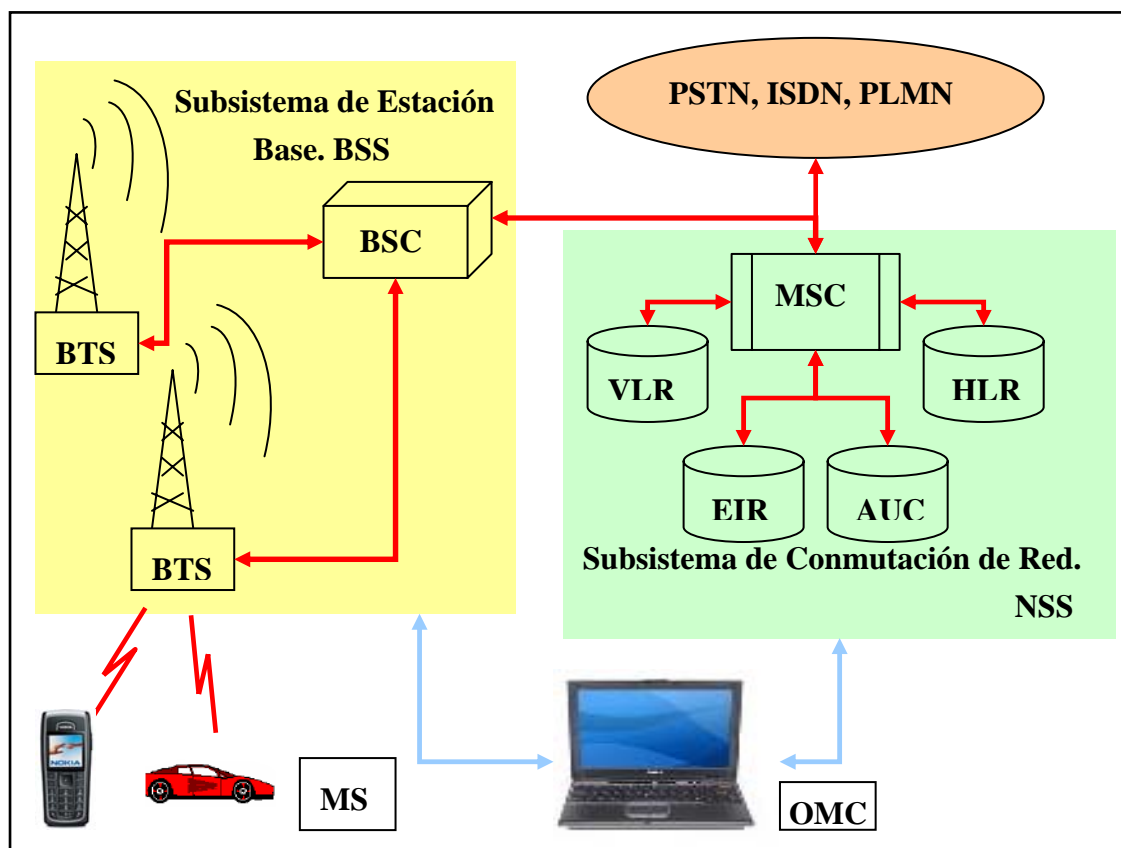 Subsistema de Estación
Base. BSS
PSTN, ISDN, PLMN
BSC
BTS
BTS
MSC
VLR
HLR
EIR
AUC
Subsistema de Conmutación de Red.
NSS
NOKIA
MS
OMC